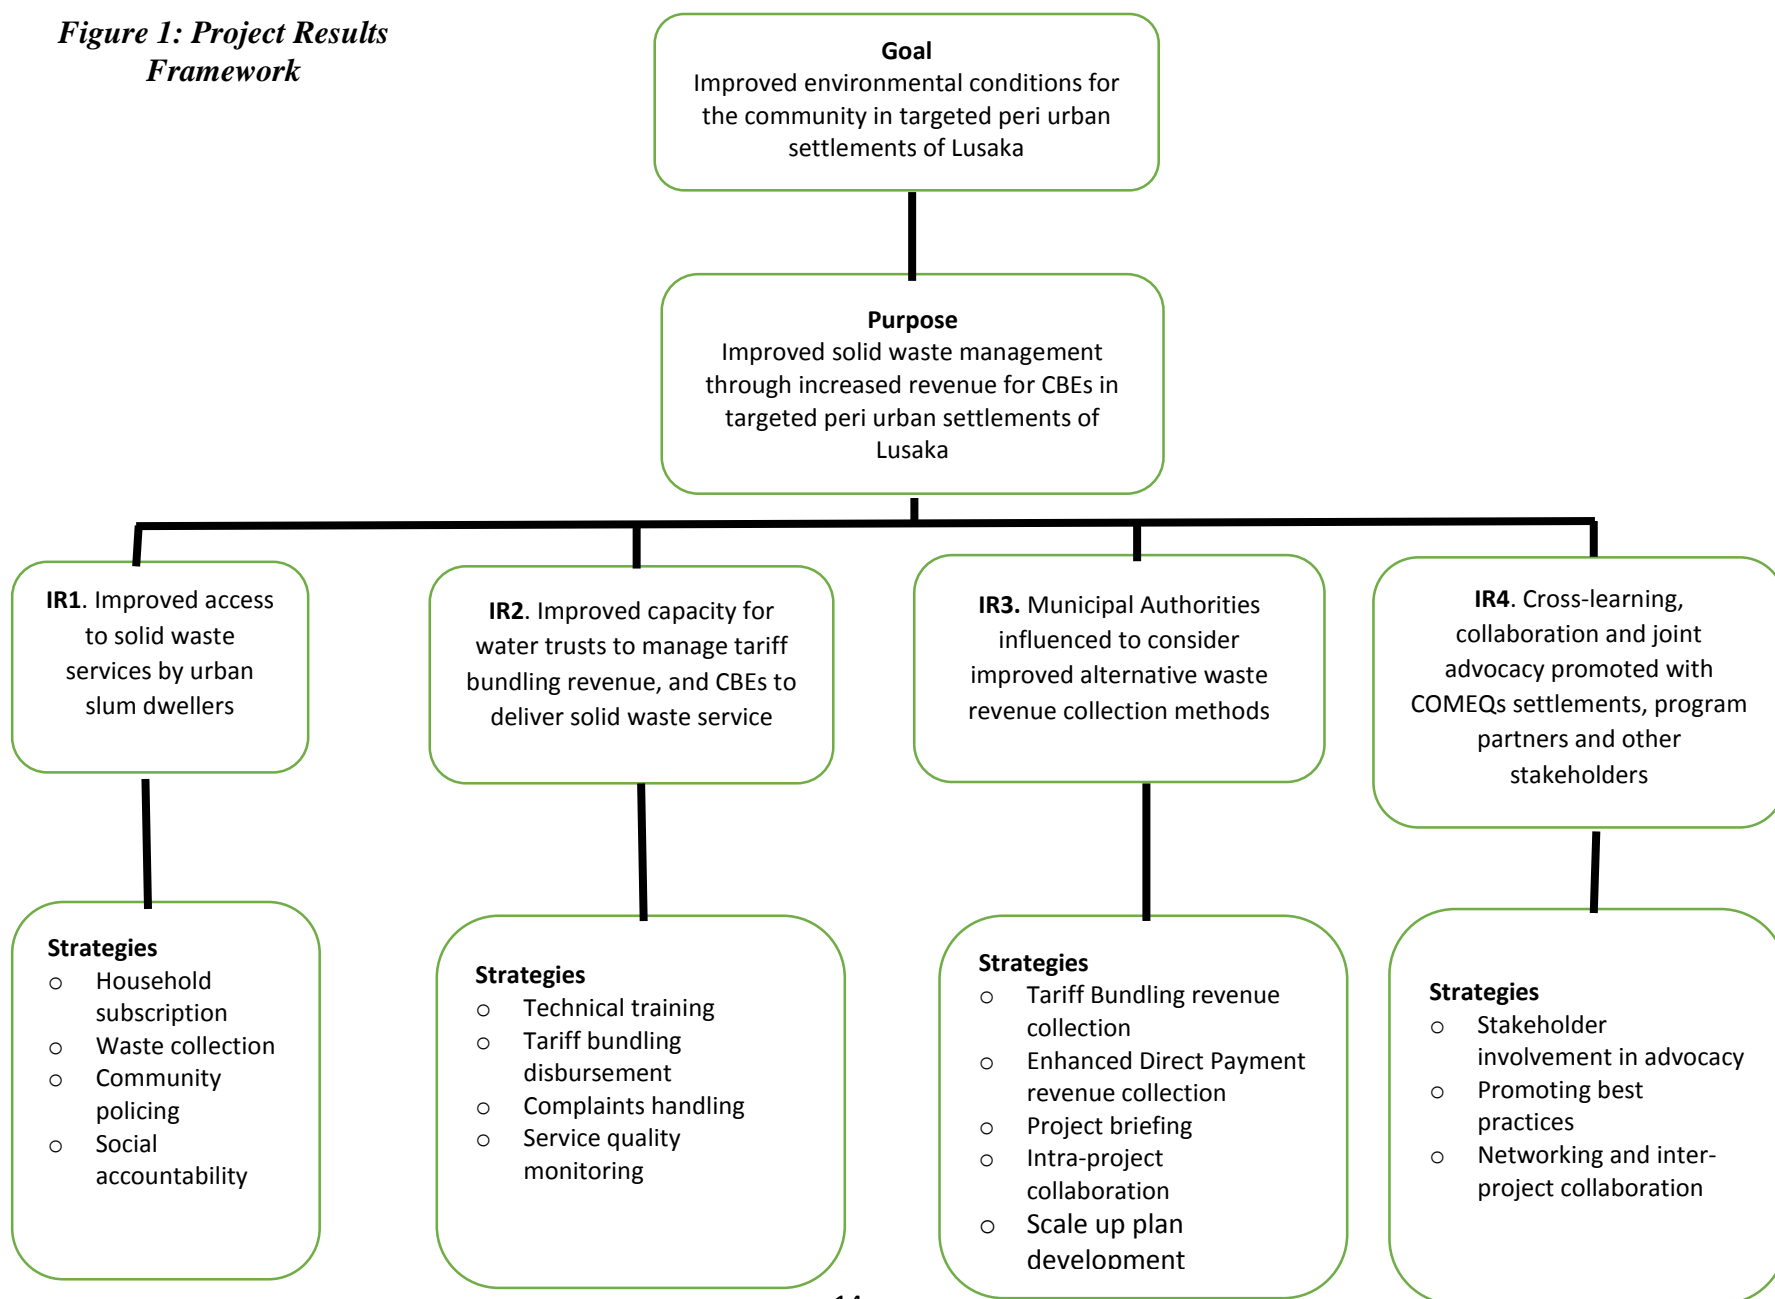 Figure 1: Project Results
Framework
Goal
Improved environmental conditions for
the community in targeted peri urban
settlements of Lusaka
Purpose
Improved solid waste management
through increased revenue for CBEs in
targeted peri urban settlements of
Lusaka
IR1. Improved access
to solid waste
services by urban
slum dwellers
IR2. Improved capacity for
water trusts to manage tariff
bundling revenue, and CBEs to
deliver solid waste service
IR3. Municipal Authorities
influenced to consider
improved alternative waste
revenue collection methods
IR4. Cross-learning,
collaboration and joint
advocacy promoted with
COMEQs settlements, program
partners and other
stakeholders
Strategies
o Household
subscription
o Waste collection
o Community
policing
o Social
accountability
Strategies
o Technical training
o Tariff bundling
disbursement
o Complaints handling
o Service quality
monitoring
Strategies
o Tariff Bundling revenue
collection
o Enhanced Direct Payment
revenue collection
o Project briefing
o Intra-project
collaboration
o Scale up plan
development
Strategies
o Stakeholder
involvement in advocacy
o Promoting best
practices
o Networking and inter-
project collaboration